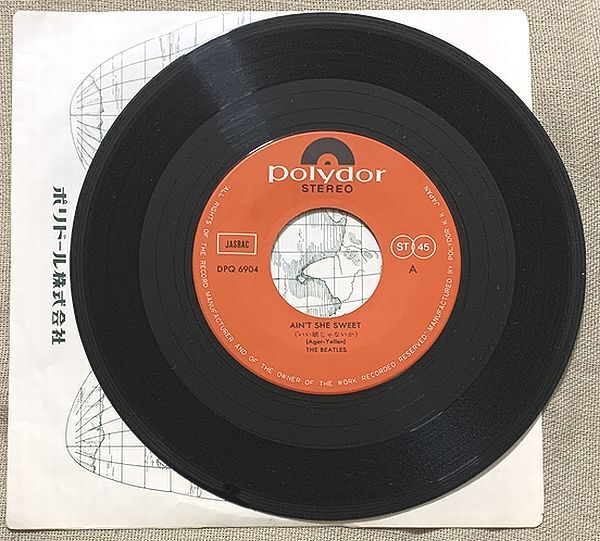 polydor
STEREO
JASRAC
DPQ 6904
ST 45
A
AIN'T SHE SWEET
(いい娘じゃないか)
(Ager-Yellen)
THE BEATLES
ALL RIGHTS OF THE RECORD MANUFACTURER AND OF THE OWNER OF THE WORK RECORDED RESERVED. MANUFACTURED BY POLYDOR K.K. JAPAN
ポリドール株式会社